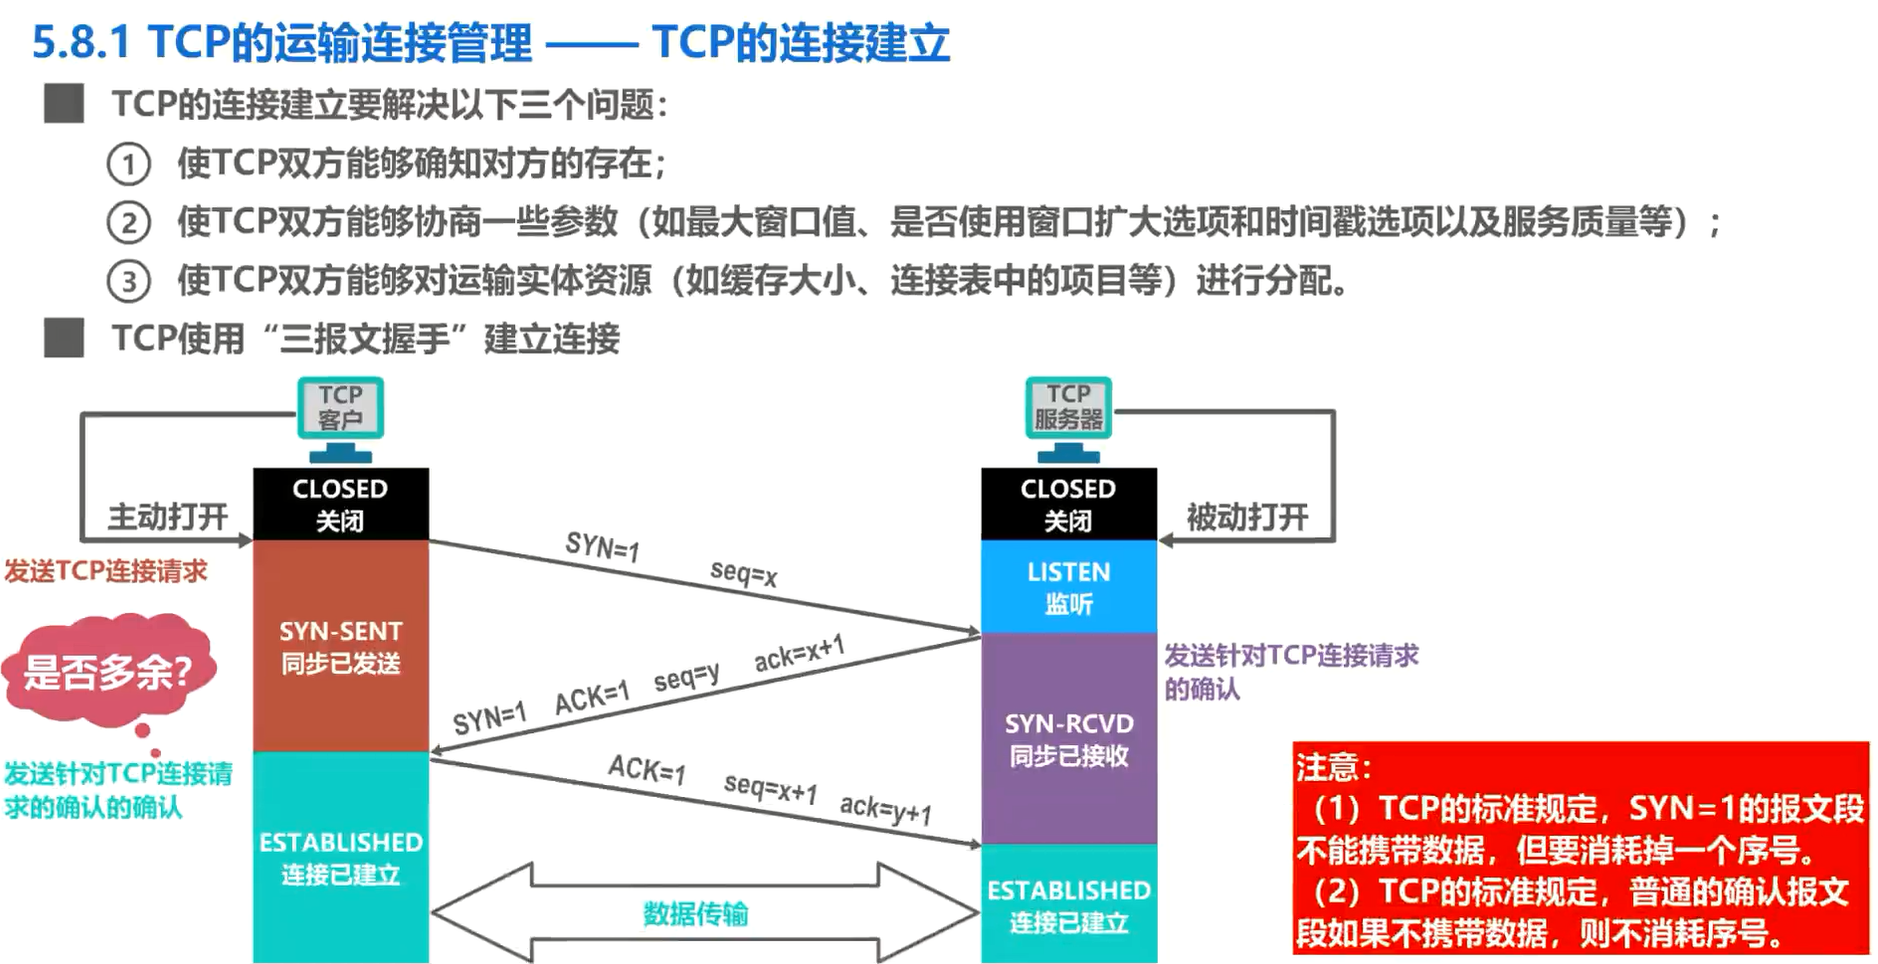 5.8.1 TCP的运输连接管理 —— TCP的连接建立
TCP的连接建立要解决以下三个问题：
① 使TCP双方能够确知对方的存在；
② 使TCP双方能够协商一些参数（如最大窗口值、是否使用窗口扩大选项和时间戳选项以及服务质量等）；
③ 使TCP双方能够对运输实体资源（如缓存大小、连接表中的项目等）进行分配。
TCP使用“三报文握手”建立连接
TCP
客户
TCP
服务器
CLOSED
关闭
CLOSED
关闭
主动打开
被动打开
发送TCP连接请求
SYN=1 seq=x
LISTEN
监听
SYN-SENT
同步已发送
是否多余？
SYN=1 ACK=1 seq=y ack=x+1
发送针对TCP连接请求
的确认
SYN-RCVD
同步已接收
发送针对TCP连接请
求的确认的确认
ACK=1 seq=x+1 ack=y+1
ESTABLISHED
连接已建立
ESTABLISHED
连接已建立
数据传输
注意：
（1）TCP的标准规定，SYN=1的报文段
不能携带数据，但要消耗掉一个序号。
（2）TCP的标准规定，普通的确认报文
段如果不携带数据，则不消耗序号。